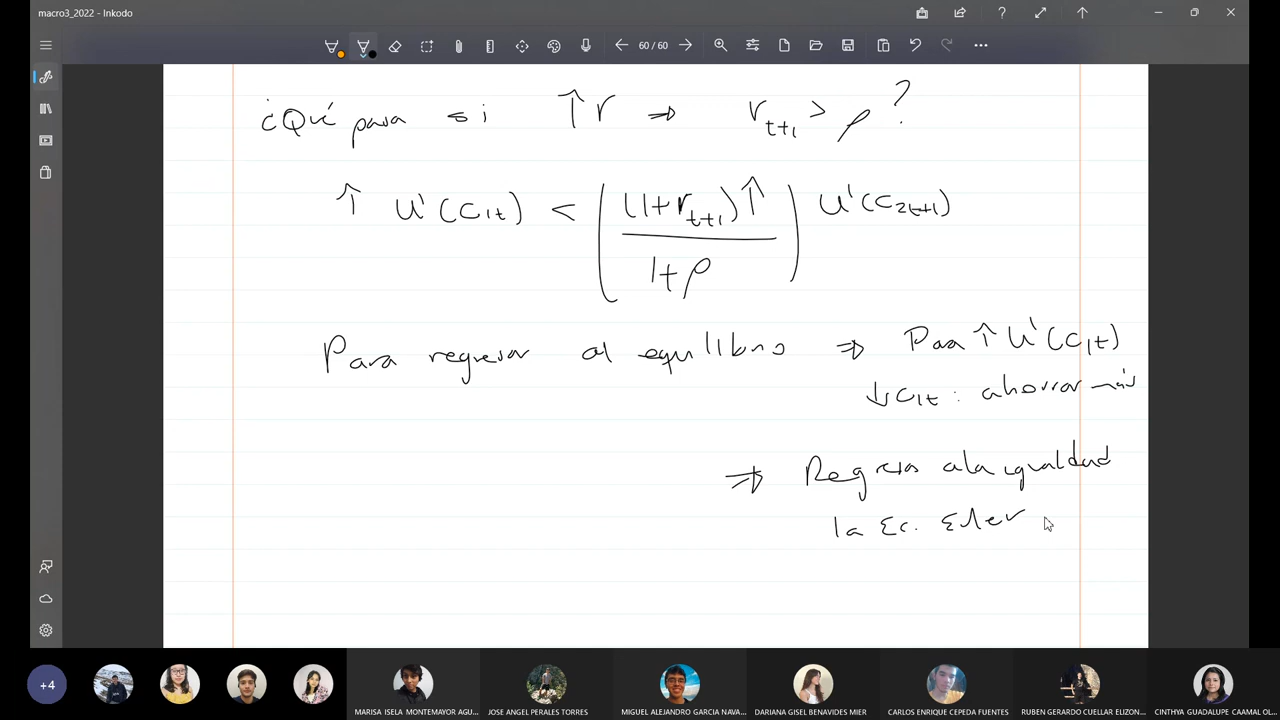 macro3_2022 - Inkodo
60 / 60
¿Qué para si ↑r ⇒ r_{t+1} > ρ?
↑ U'(C_{1t}) < ( (1+r_{t+1})↑ / 1+ρ ) U'(C_{2t+1})
Para regresar al equilibrio ⇒ Paa ↑ U'(C_{1t})
↓C_{1t} : ahorrar más
⇒ Regresa a la igualdad
la Ec. Euler
+4
MARISA ISELA MONTEMAYOR AGU...
JOSE ANGEL PERALES TORRES
MIGUEL ALEJANDRO GARCIA NAVA...
DARIANA GISEL BENAVIDES MIER
CARLOS ENRIQUE CEPEDA FUENTES
RUBEN GERARDO CUELLAR ELIZON...
CINTHYA GUADALUPE CAAMAL OL...